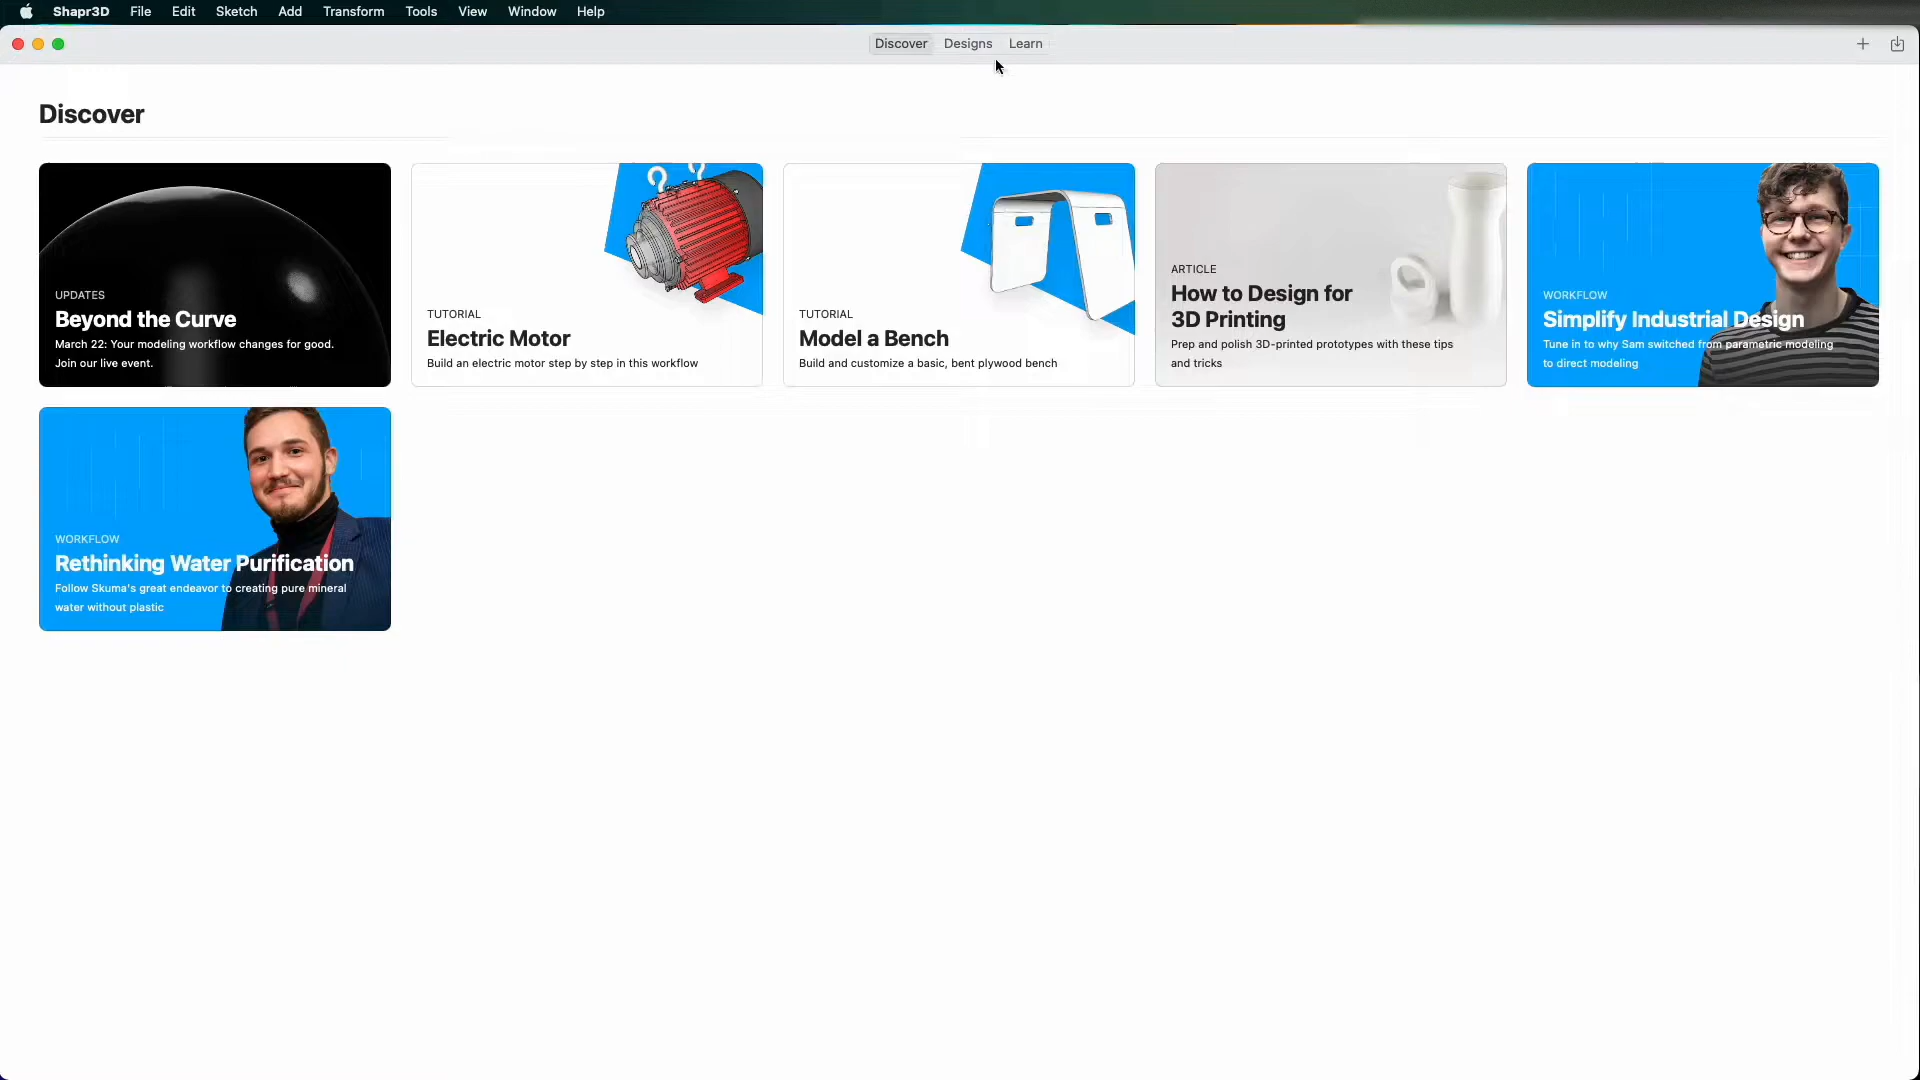 Shapr3D File Edit Sketch Add Transform Tools View Window Help
Discover Designs Learn
Discover
UPDATES
Beyond the Curve
March 22: Your modeling workflow changes for good.
Join our live event.
TUTORIAL
Electric Motor
Build an electric motor step by step in this workflow
TUTORIAL
Model a Bench
Build and customize a basic, bent plywood bench
ARTICLE
How to Design for
3D Printing
Prep and polish 3D-printed prototypes with these tips
and tricks
WORKFLOW
Simplify Industrial Design
Tune in to why Sam switched from parametric modeling
to direct modeling
WORKFLOW
Rethinking Water Purification
Follow Skuma's great endeavor to creating pure mineral
water without plastic